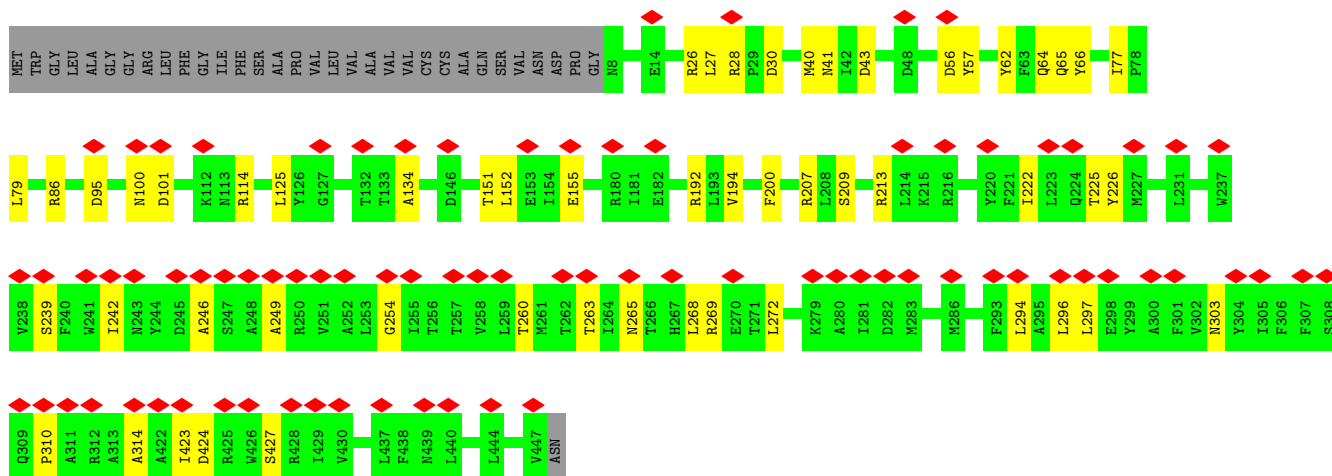 MET TRP GLY LEU ALA GLY GLY ARG LEU PHE GLY ILE PHE SER ALA PRO VAL LEU VAL ALA VAL VAL CYS CYS ALA GLN SER VAL ASN ASP PRO GLY N8 E14 R26 L27 R28 P29 D30 M40 N41 I42 D43 D48 D56 Y57 Y62 F63 Q64 Q65 Y66 I77 P78
L79 R86 D95 N100 D101 K112 N113 R114 L125 Y126 G127 T132 T133 A134 D146 T151 L152 E153 I154 E155 R180 I181 E182 R192 L193 V194 F200 R207 L208 S209 R213 L214 K215 R216 Y220 F221 I222 L223 Q224 T225 Y226 M227 L231 W237
V238 S239 F240 W241 I242 N243 Y244 D245 A246 S247 A248 A249 R250 V251 A252 L253 G254 I255 T256 T257 V258 L259 T260 M261 T262 T263 I264 N265 T266 H267 L268 R269 E270 T271 L272 K279 A280 I281 D282 M283 M286 F293 L294 A295 L296 L297 E298 Y299 A300 F301 V302 N303 Y304 I305 F306 F307 S308
Q309 P310 A311 R312 A313 A314 A422 I423 D424 R425 W426 S427 R428 I429 V430 L437 F438 N439 L440 L444 V447 ASN